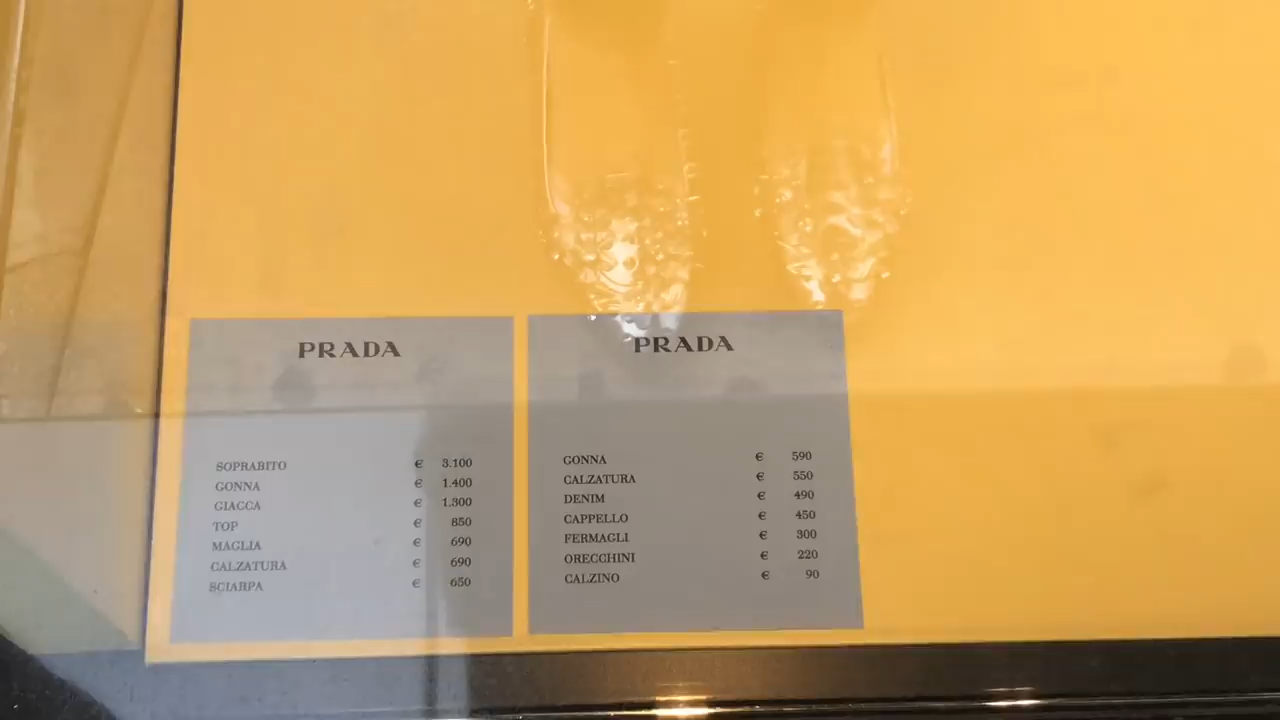 PRADA
SOPRABITO € 3.100
GONNA € 1.400
GIACCA € 1.300
TOP € 850
MAGLIA € 690
CALZATURA € 690
SCIARPA € 650
PRADA
GONNA € 590
CALZATURA € 550
DENIM € 490
CAPPELLO € 450
FERMAGLI € 300
ORECCHINI € 220
CALZINO € 90